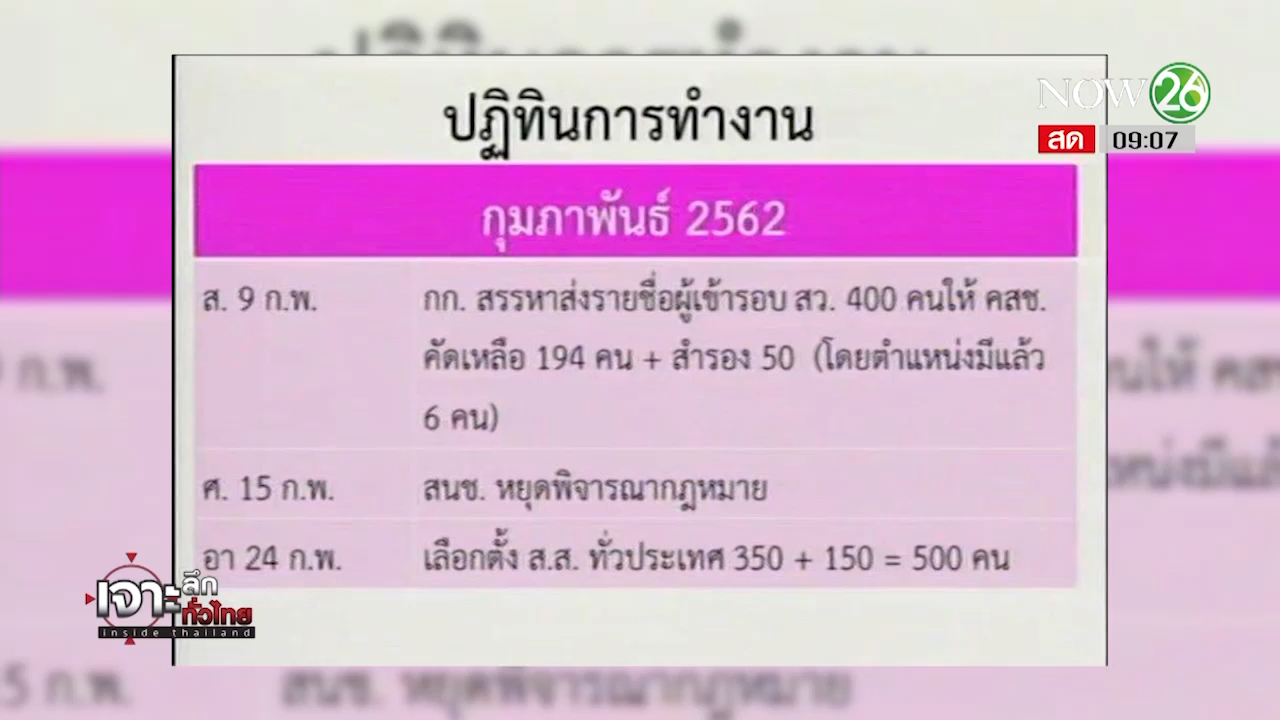 NOW 26
สด 09:07
ปฏิทินการทำงาน
กุมภาพันธ์ 2562
ส. 9 ก.พ. กก. สรรหาส่งรายชื่อผู้เข้ารอบ สว. 400 คนให้ คสช.
คัดเหลือ 194 คน + สำรอง 50 (โดยตำแหน่งมีแล้ว
6 คน)
ศ. 15 ก.พ. สนช. หยุดพิจารณากฎหมาย
อา 24 ก.พ. เลือกตั้ง ส.ส. ทั่วประเทศ 350 + 150 = 500 คน
เจาะลึก
ทั่วไทย
inside thailand